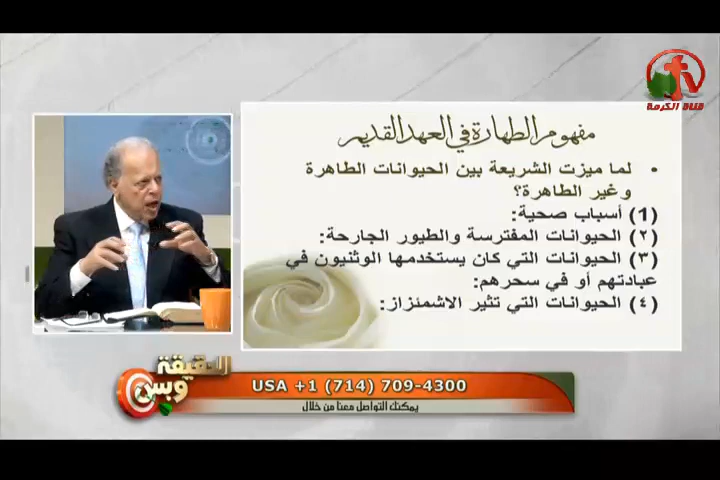 قناة الكرمة
مفهوم الطهارة في العهد القديم
• لما ميزت الشريعة بين الحيوانات الطاهرة
وغير الطاهرة؟
(1) أسباب صحية:
(٢) الحيوانات المفترسة والطيور الجارحة:
(٣) الحيوانات التي كان يستخدمها الوثنيون في
عبادتهم أو في سحرهم:
(٤) الحيوانات التي تثير الاشمئزاز:
الحقيقة
وبس
USA +1 (714) 709-4300
يمكنك التواصل معنا من خلال